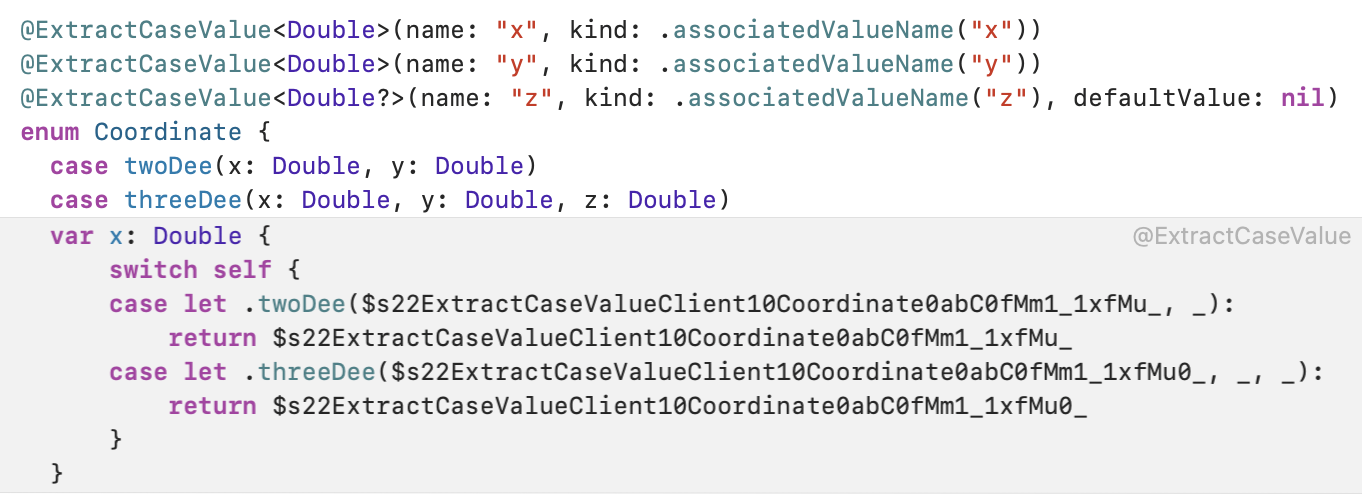 @ExtractCaseValue<Double>(name: "x", kind: .associatedValueName("x"))
@ExtractCaseValue<Double>(name: "y", kind: .associatedValueName("y"))
@ExtractCaseValue<Double?>(name: "z", kind: .associatedValueName("z"), defaultValue: nil)
enum Coordinate {
  case twoDee(x: Double, y: Double)
  case threeDee(x: Double, y: Double, z: Double)
  var x: Double { @ExtractCaseValue
      switch self {
      case let .twoDee($s22ExtractCaseValueClient10Coordinate0abC0fMm1_1xfMu_, _):
          return $s22ExtractCaseValueClient10Coordinate0abC0fMm1_1xfMu_
      case let .threeDee($s22ExtractCaseValueClient10Coordinate0abC0fMm1_1xfMu0_, _, _):
          return $s22ExtractCaseValueClient10Coordinate0abC0fMm1_1xfMu0_
      }
  }